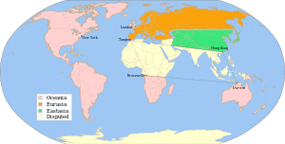 London
New York
Tangier
Hong Kong
Brazzaville
Darwin
Oceania
Eurasia
Eastasia
Disputed